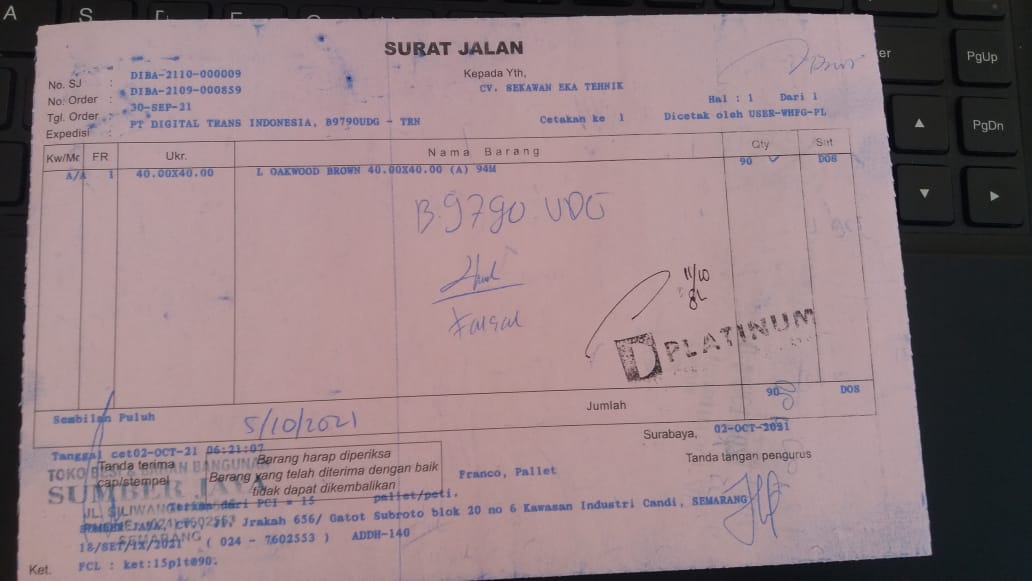 SURAT JALAN
No. SJ : DIBA-2110-000009
No. Order : DIBA-2109-000859
Tgl. Order : 30-SEP-21
Expedisi : PT DIGITAL TRANS INDONESIA, B9790UDG - TRN
Kepada Yth,
CV. SEKAWAN EKA TEHNIK
Cetakan ke 1
Hal : 1 Dari 1
Dicetak oleh USER-WHFG-PL
Kw/Mc FR Ukr. Nama Barang Qty Sat
A/A 1 40.00X40.00 L OAKWOOD BROWN 40.00X40.00 (A) 94M 90 DOS
B 9790 UDG
Faisal
11/10
PLATINUM
Sembilan Puluh
Jumlah 90 DOS
5/10/2021
Surabaya, 02-OCT-2021
Tanggal cet02-OCT-21 06:21:07
Tanda terima
cap/stempel
Barang harap diperiksa
Barang yang telah diterima dengan baik
tidak dapat dikembalikan
Tanda tangan pengurus
TOKO BESI & BAHAN BANGUNAN
SUMBER JAYA
SEMARANG
Franco, Pallet
dari PCI = 15 pallet/peti.
Jrakah 656/ Gatot Subroto blok 20 no 6 Kawasan Industri Candi, SEMARANG
18/SET/IX/2021 ( 024 - 7602553 ) ADDH-140
Ket. FCL : ket:15plt@90.
PgUp
PgDn